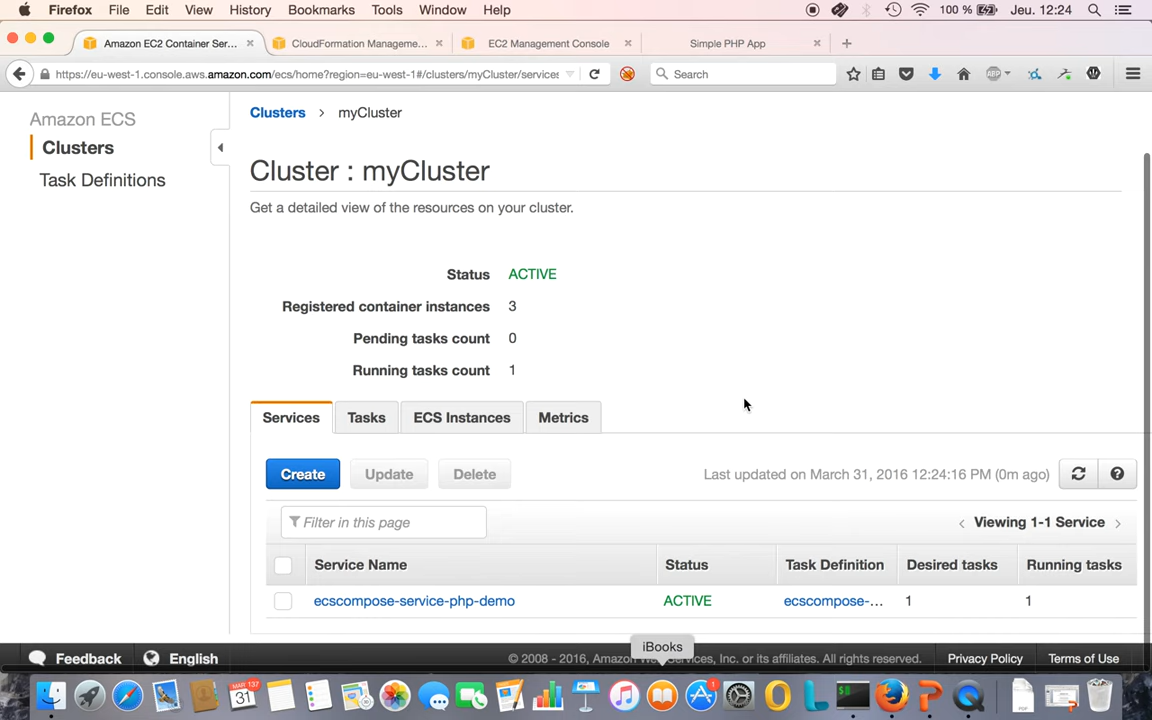 Firefox File Edit View History Bookmarks Tools Window Help 100 % Jeu. 12:24
Amazon EC2 Container Ser... × CloudFormation Manageme... × EC2 Management Console × Simple PHP App × +
https://eu-west-1.console.aws.amazon.com/ecs/home?region=eu-west-1#/clusters/myCluster/services Search ABP
Amazon ECS
Clusters
Task Definitions
Clusters > myCluster
Cluster : myCluster
Get a detailed view of the resources on your cluster.
Status ACTIVE
Registered container instances 3
Pending tasks count 0
Running tasks count 1
Services Tasks ECS Instances Metrics
Create Update Delete Last updated on March 31, 2016 12:24:16 PM (0m ago)
Filter in this page < Viewing 1-1 Service >
Service Name Status Task Definition Desired tasks Running tasks
ecscompose-service-php-demo ACTIVE ecscompose-... 1 1
iBooks
Feedback English © 2008 - 2016, Amazon Web Services, Inc. or its affiliates. All rights reserved. Privacy Policy Terms of Use
31